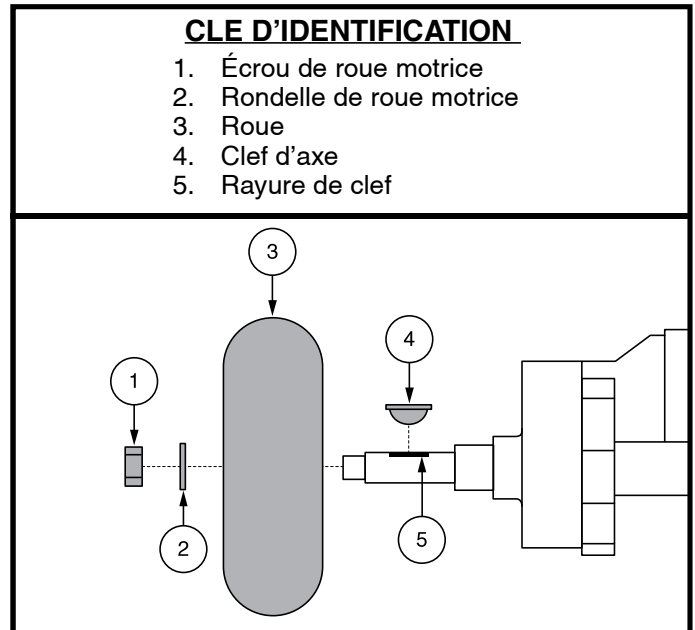 CLE D'IDENTIFICATION
1. Écrou de roue motrice
2. Rondelle de roue motrice
3. Roue
4. Clef d'axe
5. Rayure de clef
3
4
1
2
5